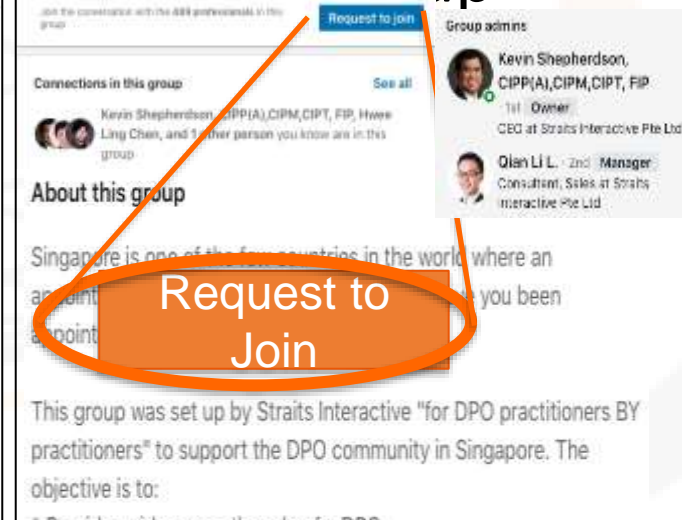 Join the conversation with the 489 professionals in this
group
Request to join
Group admins
Kevin Shepherdson,
CIPP(A),CIPM,CIPT, FIP
1st Owner
CEO at Straits Interactive Pte Ltd
Qian Li L. · 2nd Manager
Consultant, Sales at Straits
Interactive Pte Ltd
Connections in this group
See all
Kevin Shepherdson, CIPP(A),CIPM,CIPT, FIP, Hwee
Ling Chen, and 1 other person you know are in this
group
About this group
Singapore is one of the few countries in the world where an
you been
Request to
Join
This group was set up by Straits Interactive "for DPO practitioners BY
practitioners" to support the DPO community in Singapore. The
objective is to: